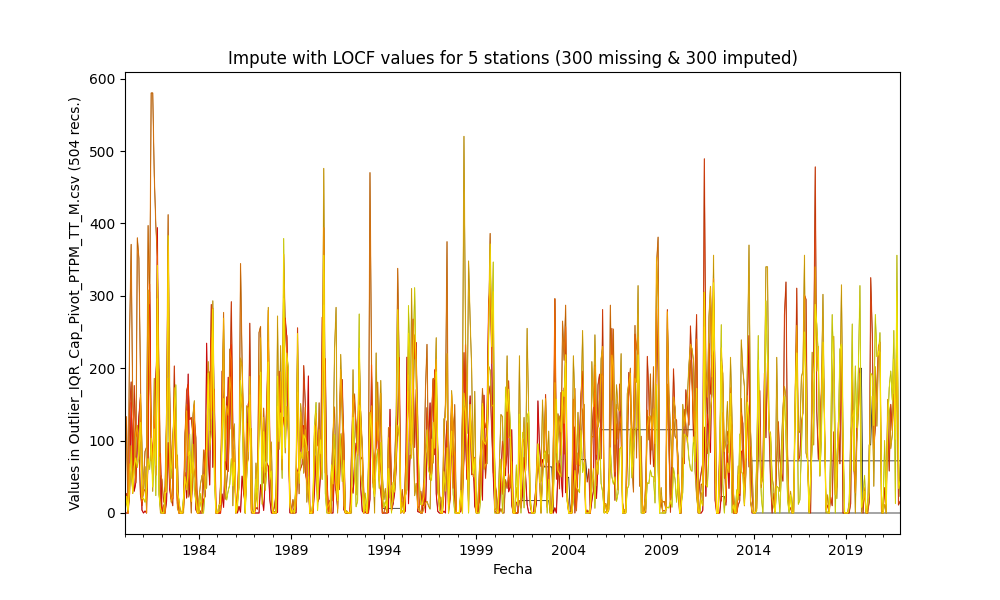 Impute with LOCF values for 5 stations (300 missing & 300 imputed)
Values in Outlier_IQR_Cap_Pivot_PTPM_TT_M.csv (504 recs.)
600
500
400
300
200
100
0
1984 1989 1994 1999 2004 2009 2014 2019
Fecha